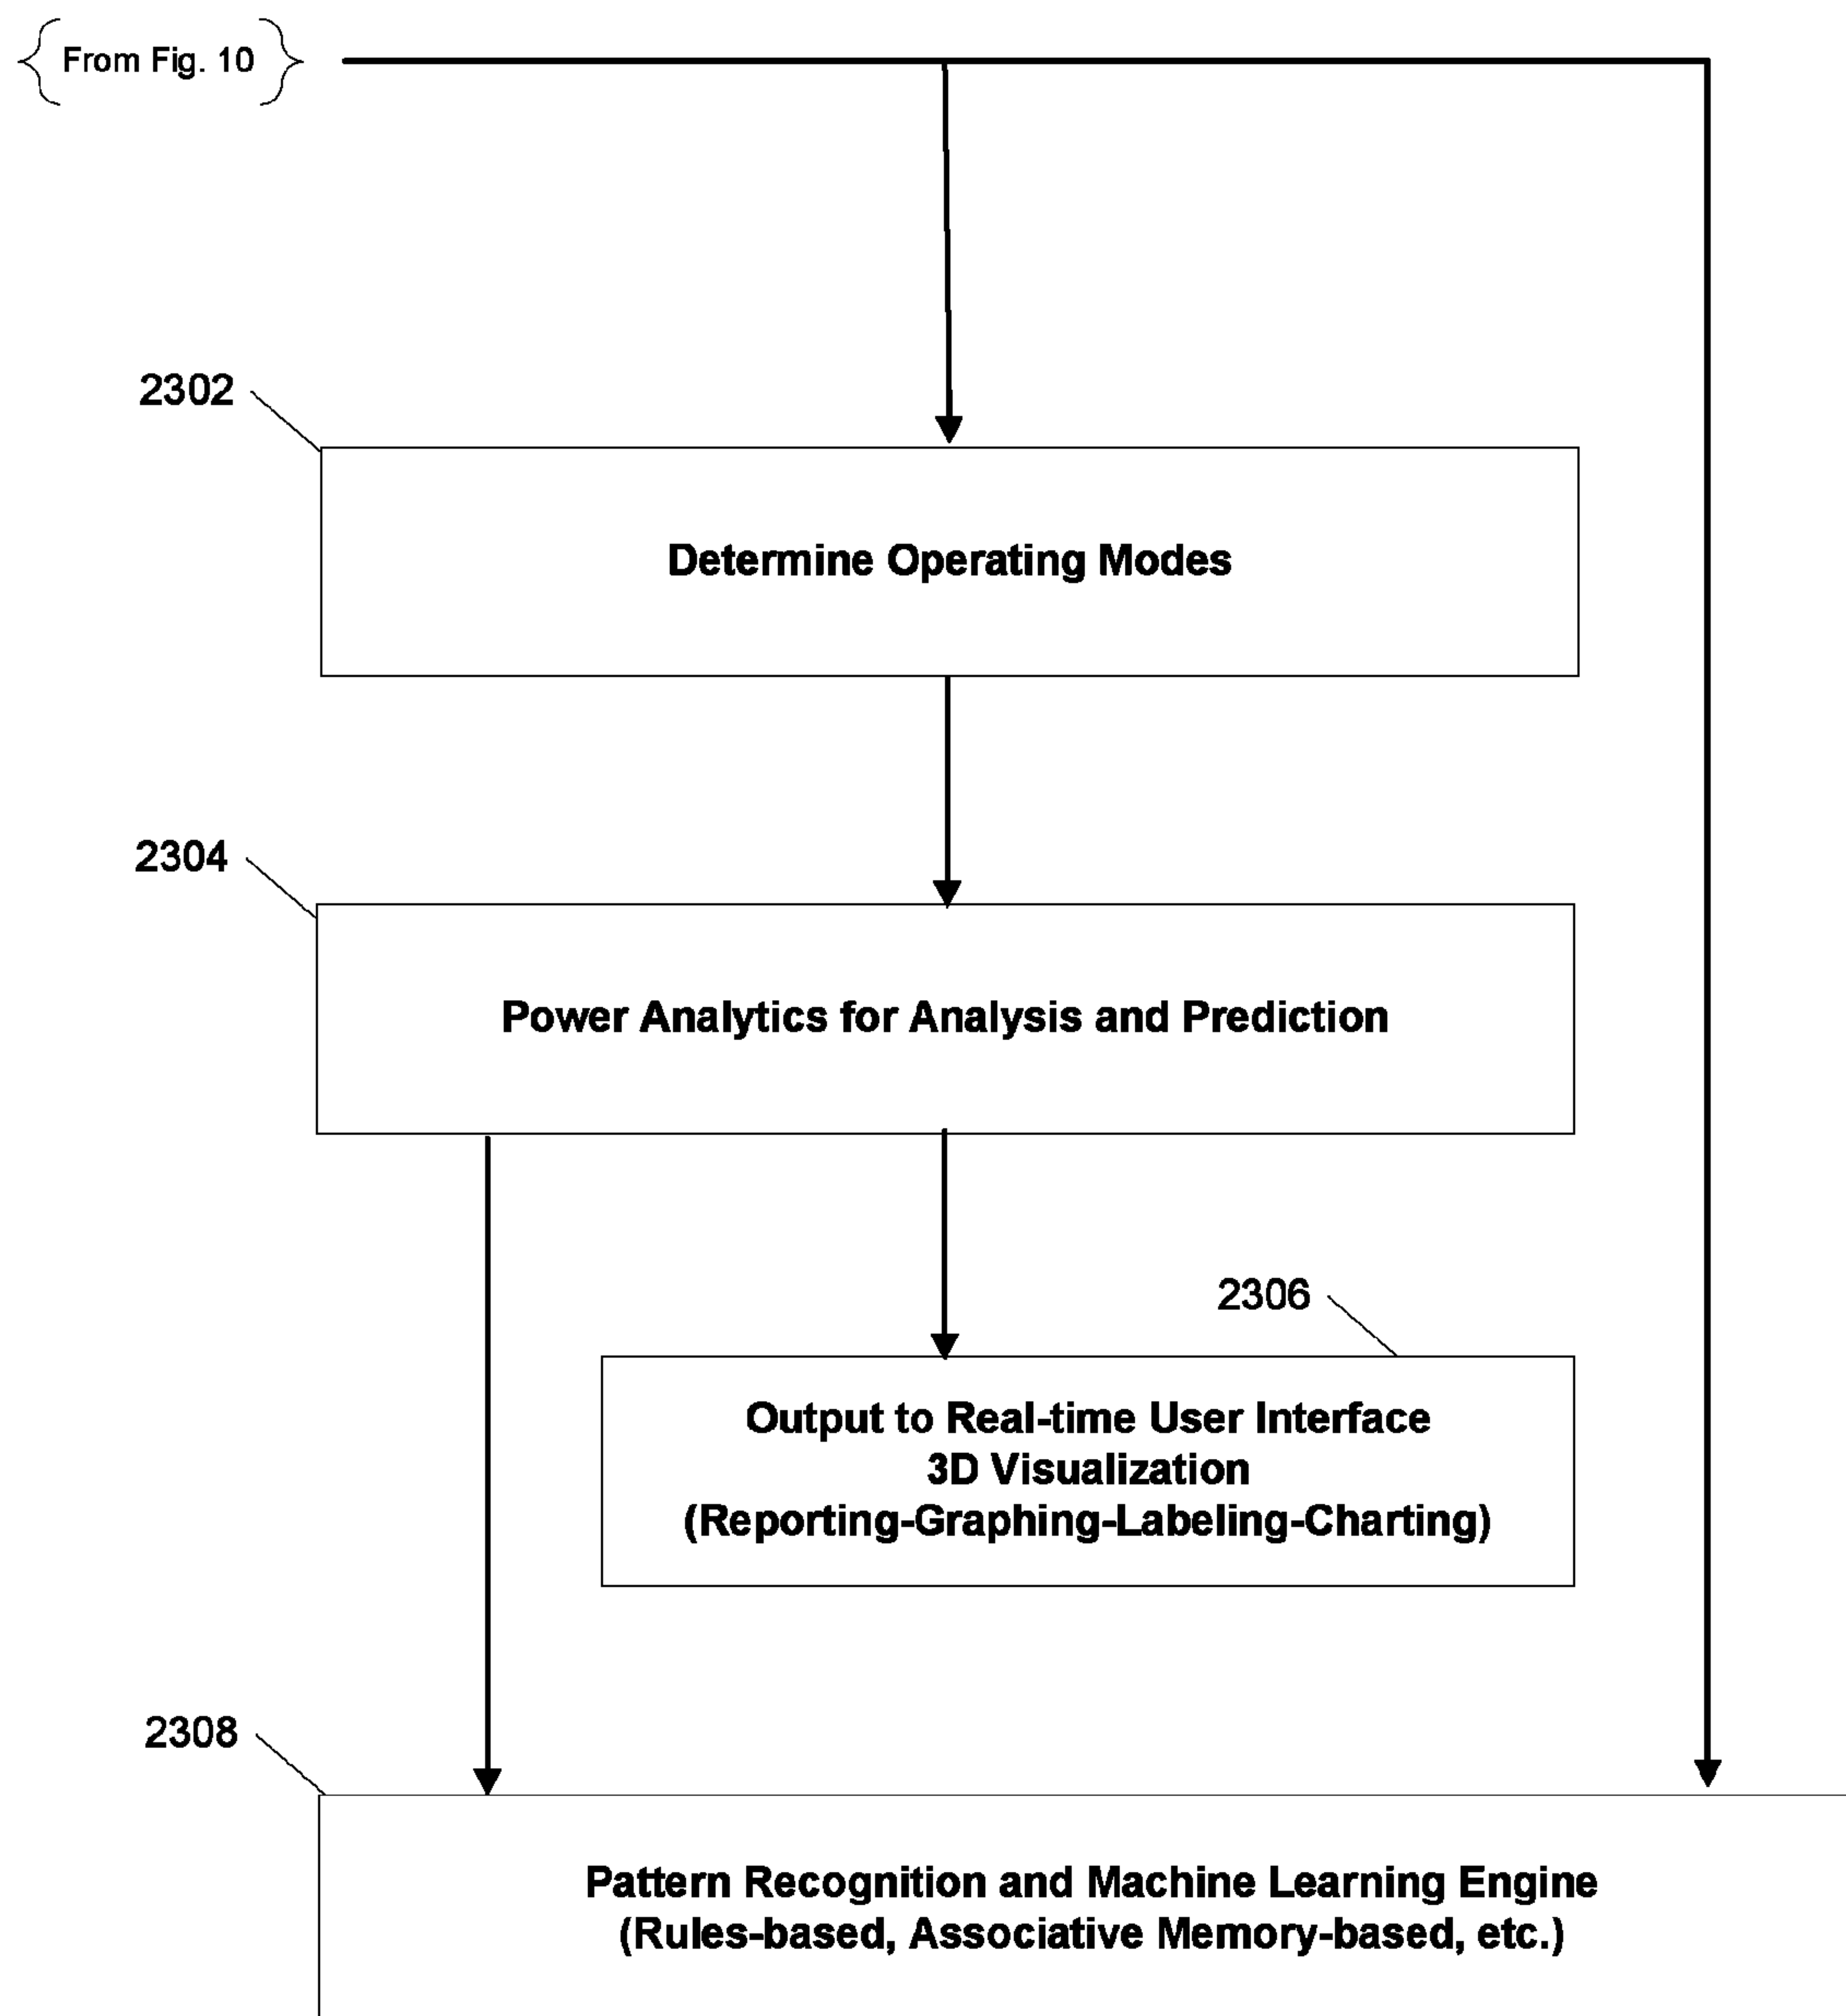 From Fig. 10
2302
Determine Operating Modes
2304
Power Analytics for Analysis and Prediction
2306
Output to Real-time User Interface
3D Visualization
(Reporting-Graphing-Labeling-Charting)
2308
Pattern Recognition and Machine Learning Engine
(Rules-based, Associative Memory-based, etc.)